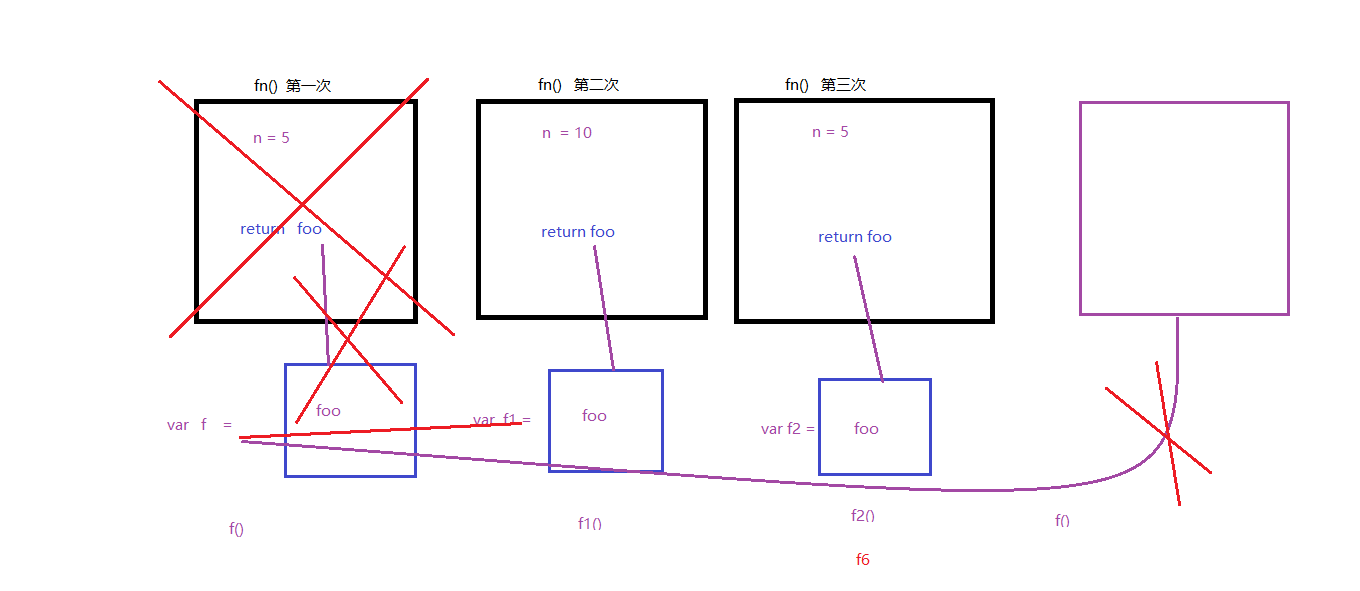 fn()  第一次
fn()  第二次
fn()  第三次
n = 5
n  = 10
n = 5
return  foo
return foo
return foo
foo
foo
foo
var  f  =
var  f1 =
var f2 =
f()
f1()
f2()
f()
f6